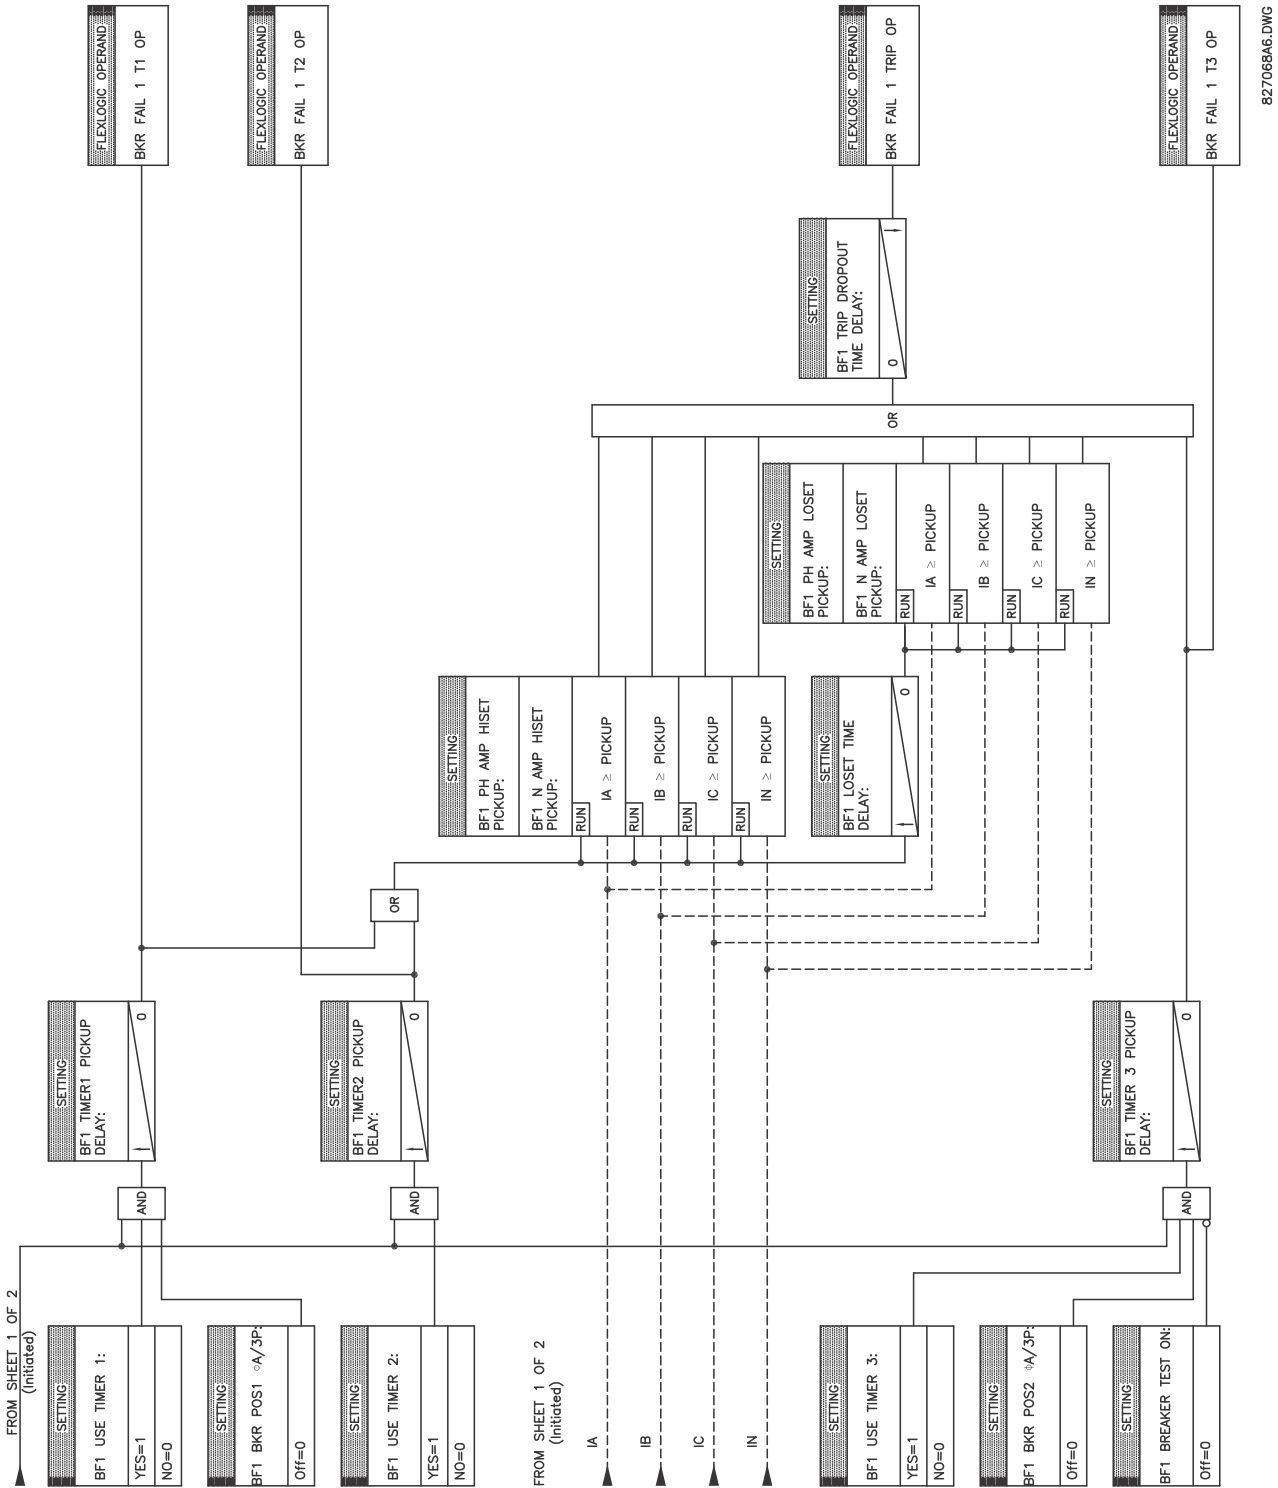 FROM SHEET 1 OF 2
(Initiated)
SETTING
BF1 USE TIMER 1:
YES=1
NO=0
SETTING
BF1 BKR POS1 ΦA/3P:
Off=0
SETTING
BF1 USE TIMER 2:
YES=1
NO=0
FROM SHEET 1 OF 2
(Initiated)
IA
IB
IC
IN
SETTING
BF1 USE TIMER 3:
YES=1
NO=0
SETTING
BF1 BKR POS2 ΦA/3P:
Off=0
SETTING
BF1 BREAKER TEST ON:
Off=0
AND
AND
AND
SETTING
BF1 TIMER1 PICKUP
DELAY:
0
SETTING
BF1 TIMER2 PICKUP
DELAY:
0
SETTING
BF1 TIMER 3 PICKUP
DELAY:
0
OR
SETTING
BF1 PH AMP HISET
PICKUP:
BF1 N AMP HISET
PICKUP:
RUN
IA ≥ PICKUP
RUN
IB ≥ PICKUP
RUN
IC ≥ PICKUP
RUN
IN ≥ PICKUP
SETTING
BF1 LOSET TIME
DELAY:
0
SETTING
BF1 PH AMP LOSET
PICKUP:
BF1 N AMP LOSET
PICKUP:
RUN
IA ≥ PICKUP
RUN
IB ≥ PICKUP
RUN
IC ≥ PICKUP
RUN
IN ≥ PICKUP
OR
SETTING
BF1 TRIP DROPOUT
TIME DELAY:
0
FLEXLOGIC OPERAND
BKR FAIL 1 T1 OP
FLEXLOGIC OPERAND
BKR FAIL 1 T2 OP
FLEXLOGIC OPERAND
BKR FAIL 1 TRIP OP
FLEXLOGIC OPERAND
BKR FAIL 1 T3 OP
827068A6.DWG